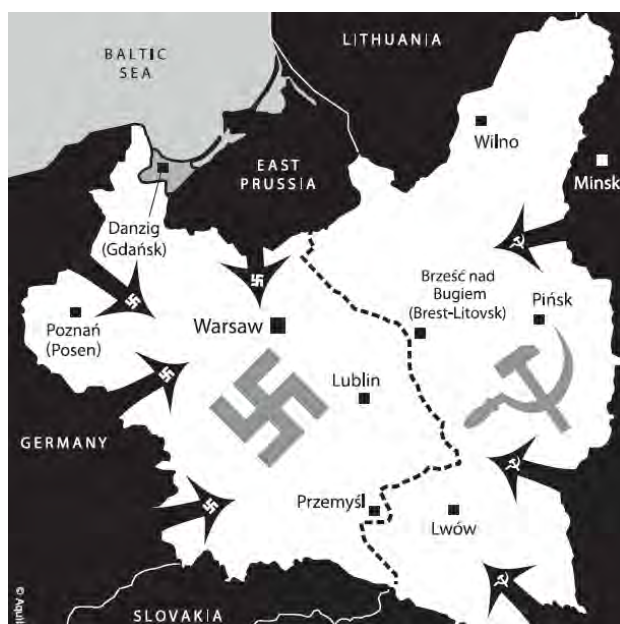 BALTIC
SEA
LITHUANIA
EAST
PRUSSIA
Wilno
Minsk
Danzig
(Gdańsk)
Poznań
(Posen)
Warsaw
Brześć nad
Bugiem
(Brest-Litovsk)
Pińsk
Lublin
GERMANY
Przemyśl
Lwów
SLOVAKIA